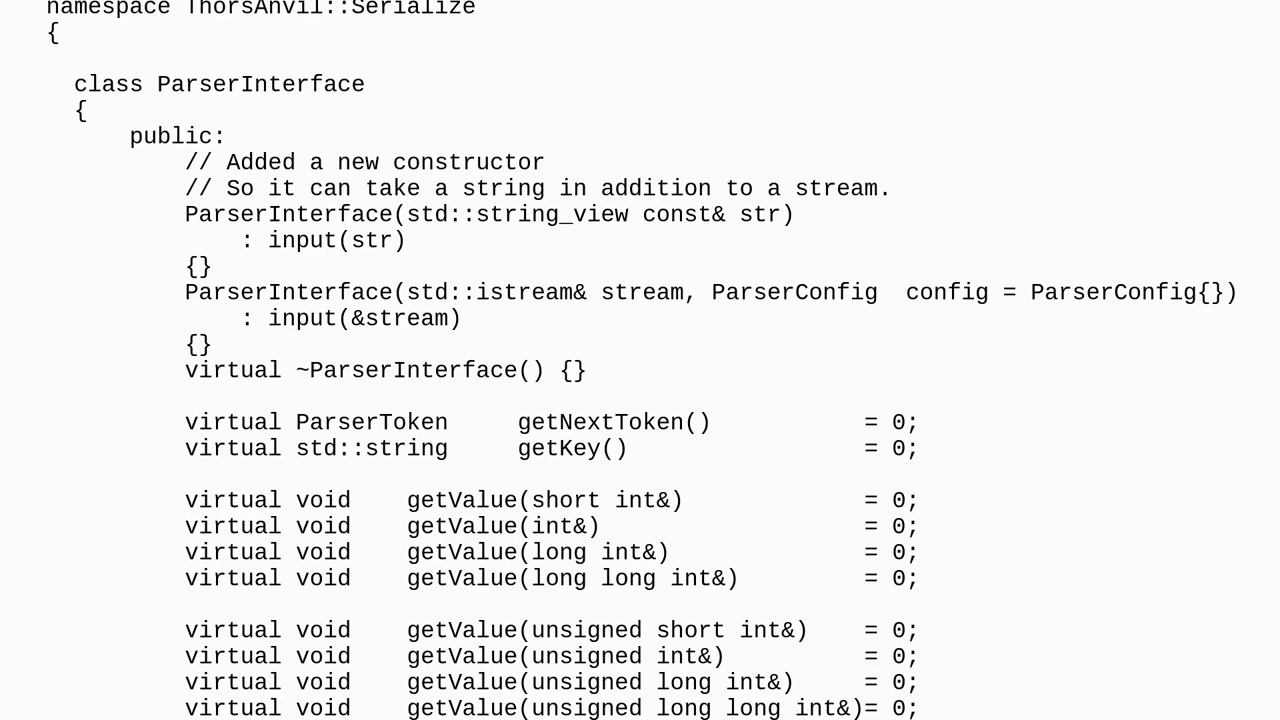 namespace ThorsAnvil::Serialize
{
class ParserInterface
{
public:
// Added a new constructor
// So it can take a string in addition to a stream.
ParserInterface(std::string_view const& str)
: input(str)
{}
ParserInterface(std::istream& stream, ParserConfig  config = ParserConfig{})
: input(&stream)
{}
virtual ~ParserInterface() {}
virtual ParserToken     getNextToken()           = 0;
virtual std::string     getKey()                 = 0;
virtual void    getValue(short int&)             = 0;
virtual void    getValue(int&)                   = 0;
virtual void    getValue(long int&)              = 0;
virtual void    getValue(long long int&)         = 0;
virtual void    getValue(unsigned short int&)    = 0;
virtual void    getValue(unsigned int&)          = 0;
virtual void    getValue(unsigned long int&)     = 0;
virtual void    getValue(unsigned long long int&)= 0;